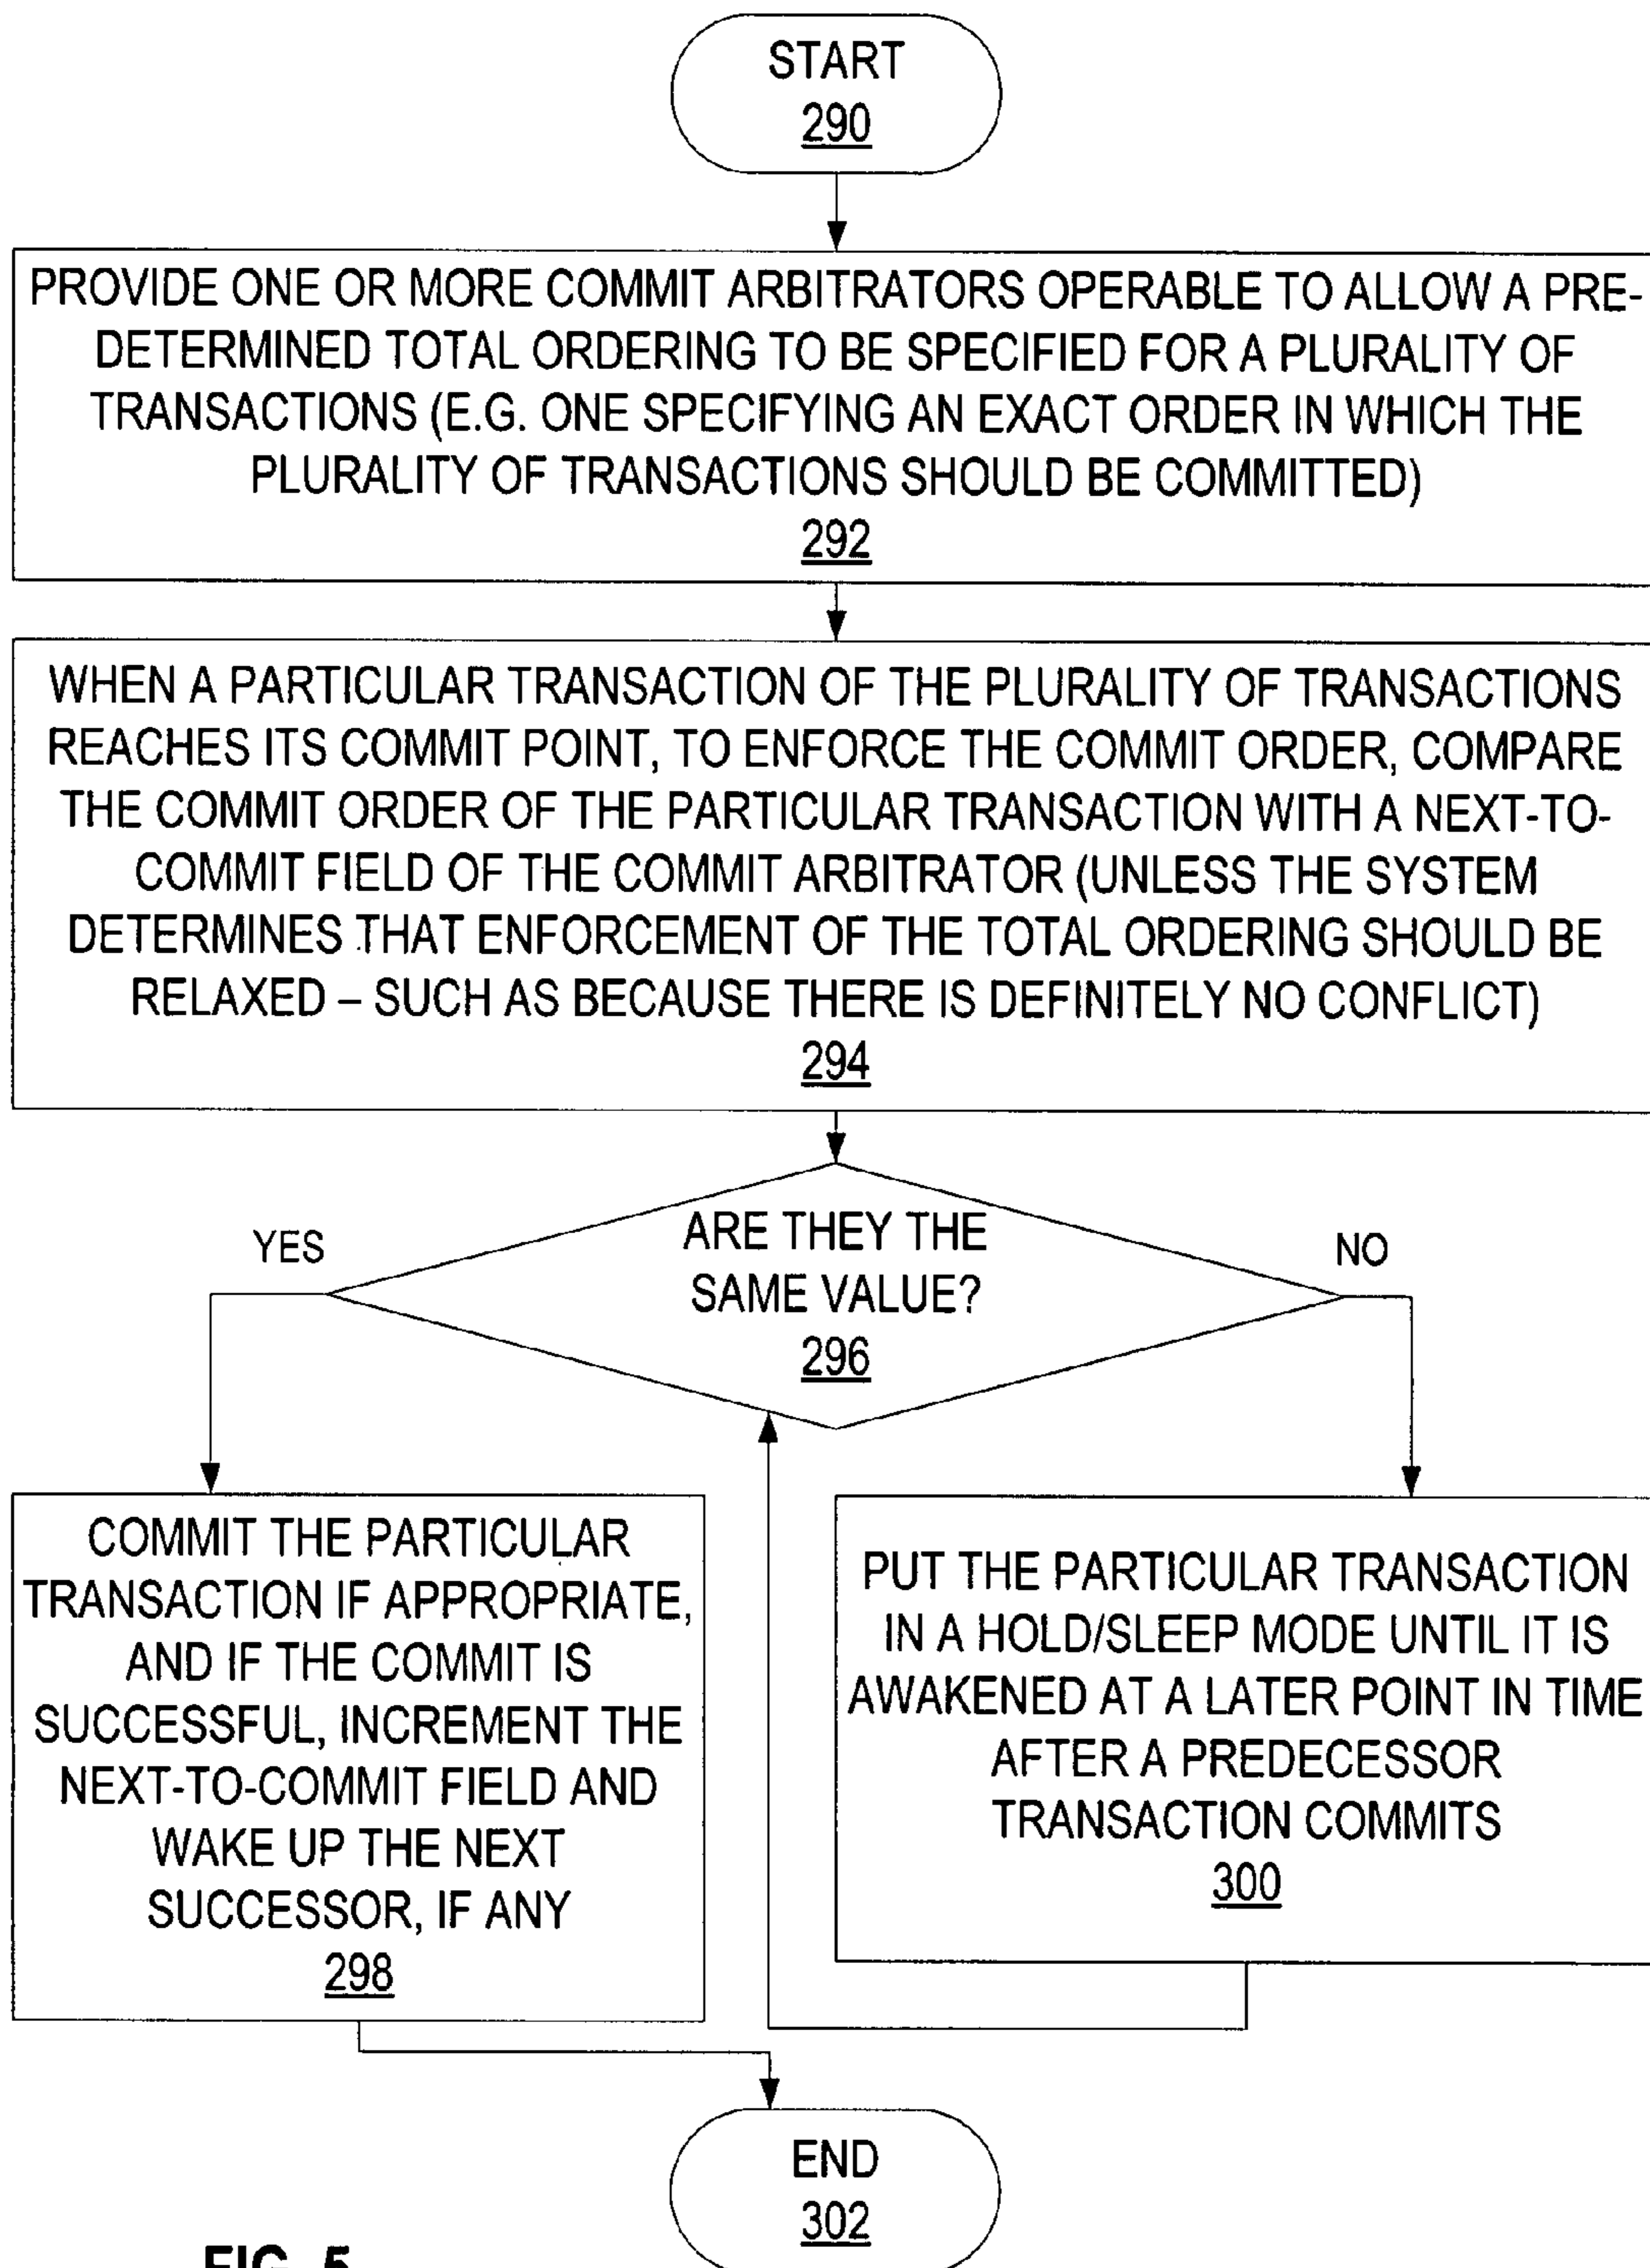 START
290
PROVIDE ONE OR MORE COMMIT ARBITRATORS OPERABLE TO ALLOW A PRE-
DETERMINED TOTAL ORDERING TO BE SPECIFIED FOR A PLURALITY OF
TRANSACTIONS (E.G. ONE SPECIFYING AN EXACT ORDER IN WHICH THE
PLURALITY OF TRANSACTIONS SHOULD BE COMMITTED)
292
WHEN A PARTICULAR TRANSACTION OF THE PLURALITY OF TRANSACTIONS
REACHES ITS COMMIT POINT, TO ENFORCE THE COMMIT ORDER, COMPARE
THE COMMIT ORDER OF THE PARTICULAR TRANSACTION WITH A NEXT-TO-
COMMIT FIELD OF THE COMMIT ARBITRATOR (UNLESS THE SYSTEM
DETERMINES THAT ENFORCEMENT OF THE TOTAL ORDERING SHOULD BE
RELAXED – SUCH AS BECAUSE THERE IS DEFINITELY NO CONFLICT)
294
YES
ARE THEY THE
SAME VALUE?
296
NO
COMMIT THE PARTICULAR
TRANSACTION IF APPROPRIATE,
AND IF THE COMMIT IS
SUCCESSFUL, INCREMENT THE
NEXT-TO-COMMIT FIELD AND
WAKE UP THE NEXT
SUCCESSOR, IF ANY
298
PUT THE PARTICULAR TRANSACTION
IN A HOLD/SLEEP MODE UNTIL IT IS
AWAKENED AT A LATER POINT IN TIME
AFTER A PREDECESSOR
TRANSACTION COMMITS
300
END
302
FIG. 5